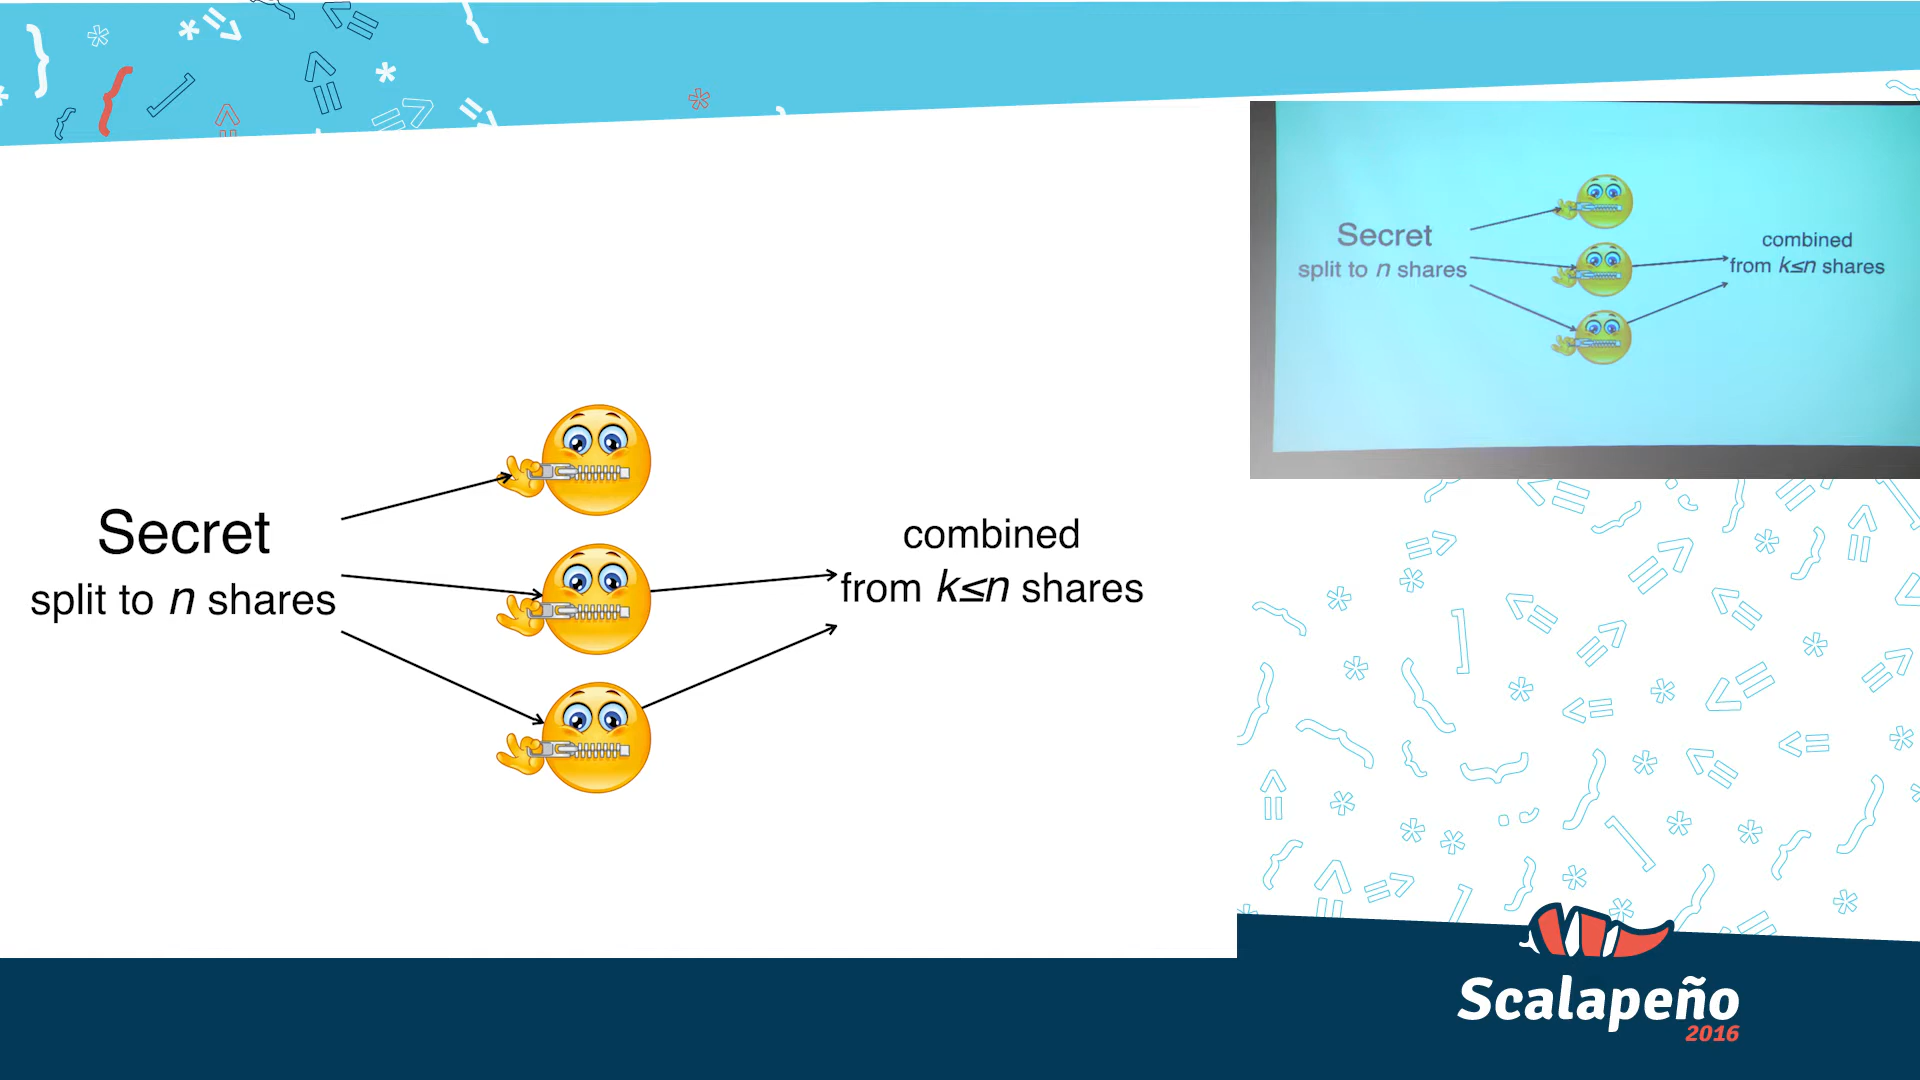 Secret
split to n shares
combined
from k≤n shares
Secret
split to n shares
combined
from k≤n shares
Scalapeño
2016